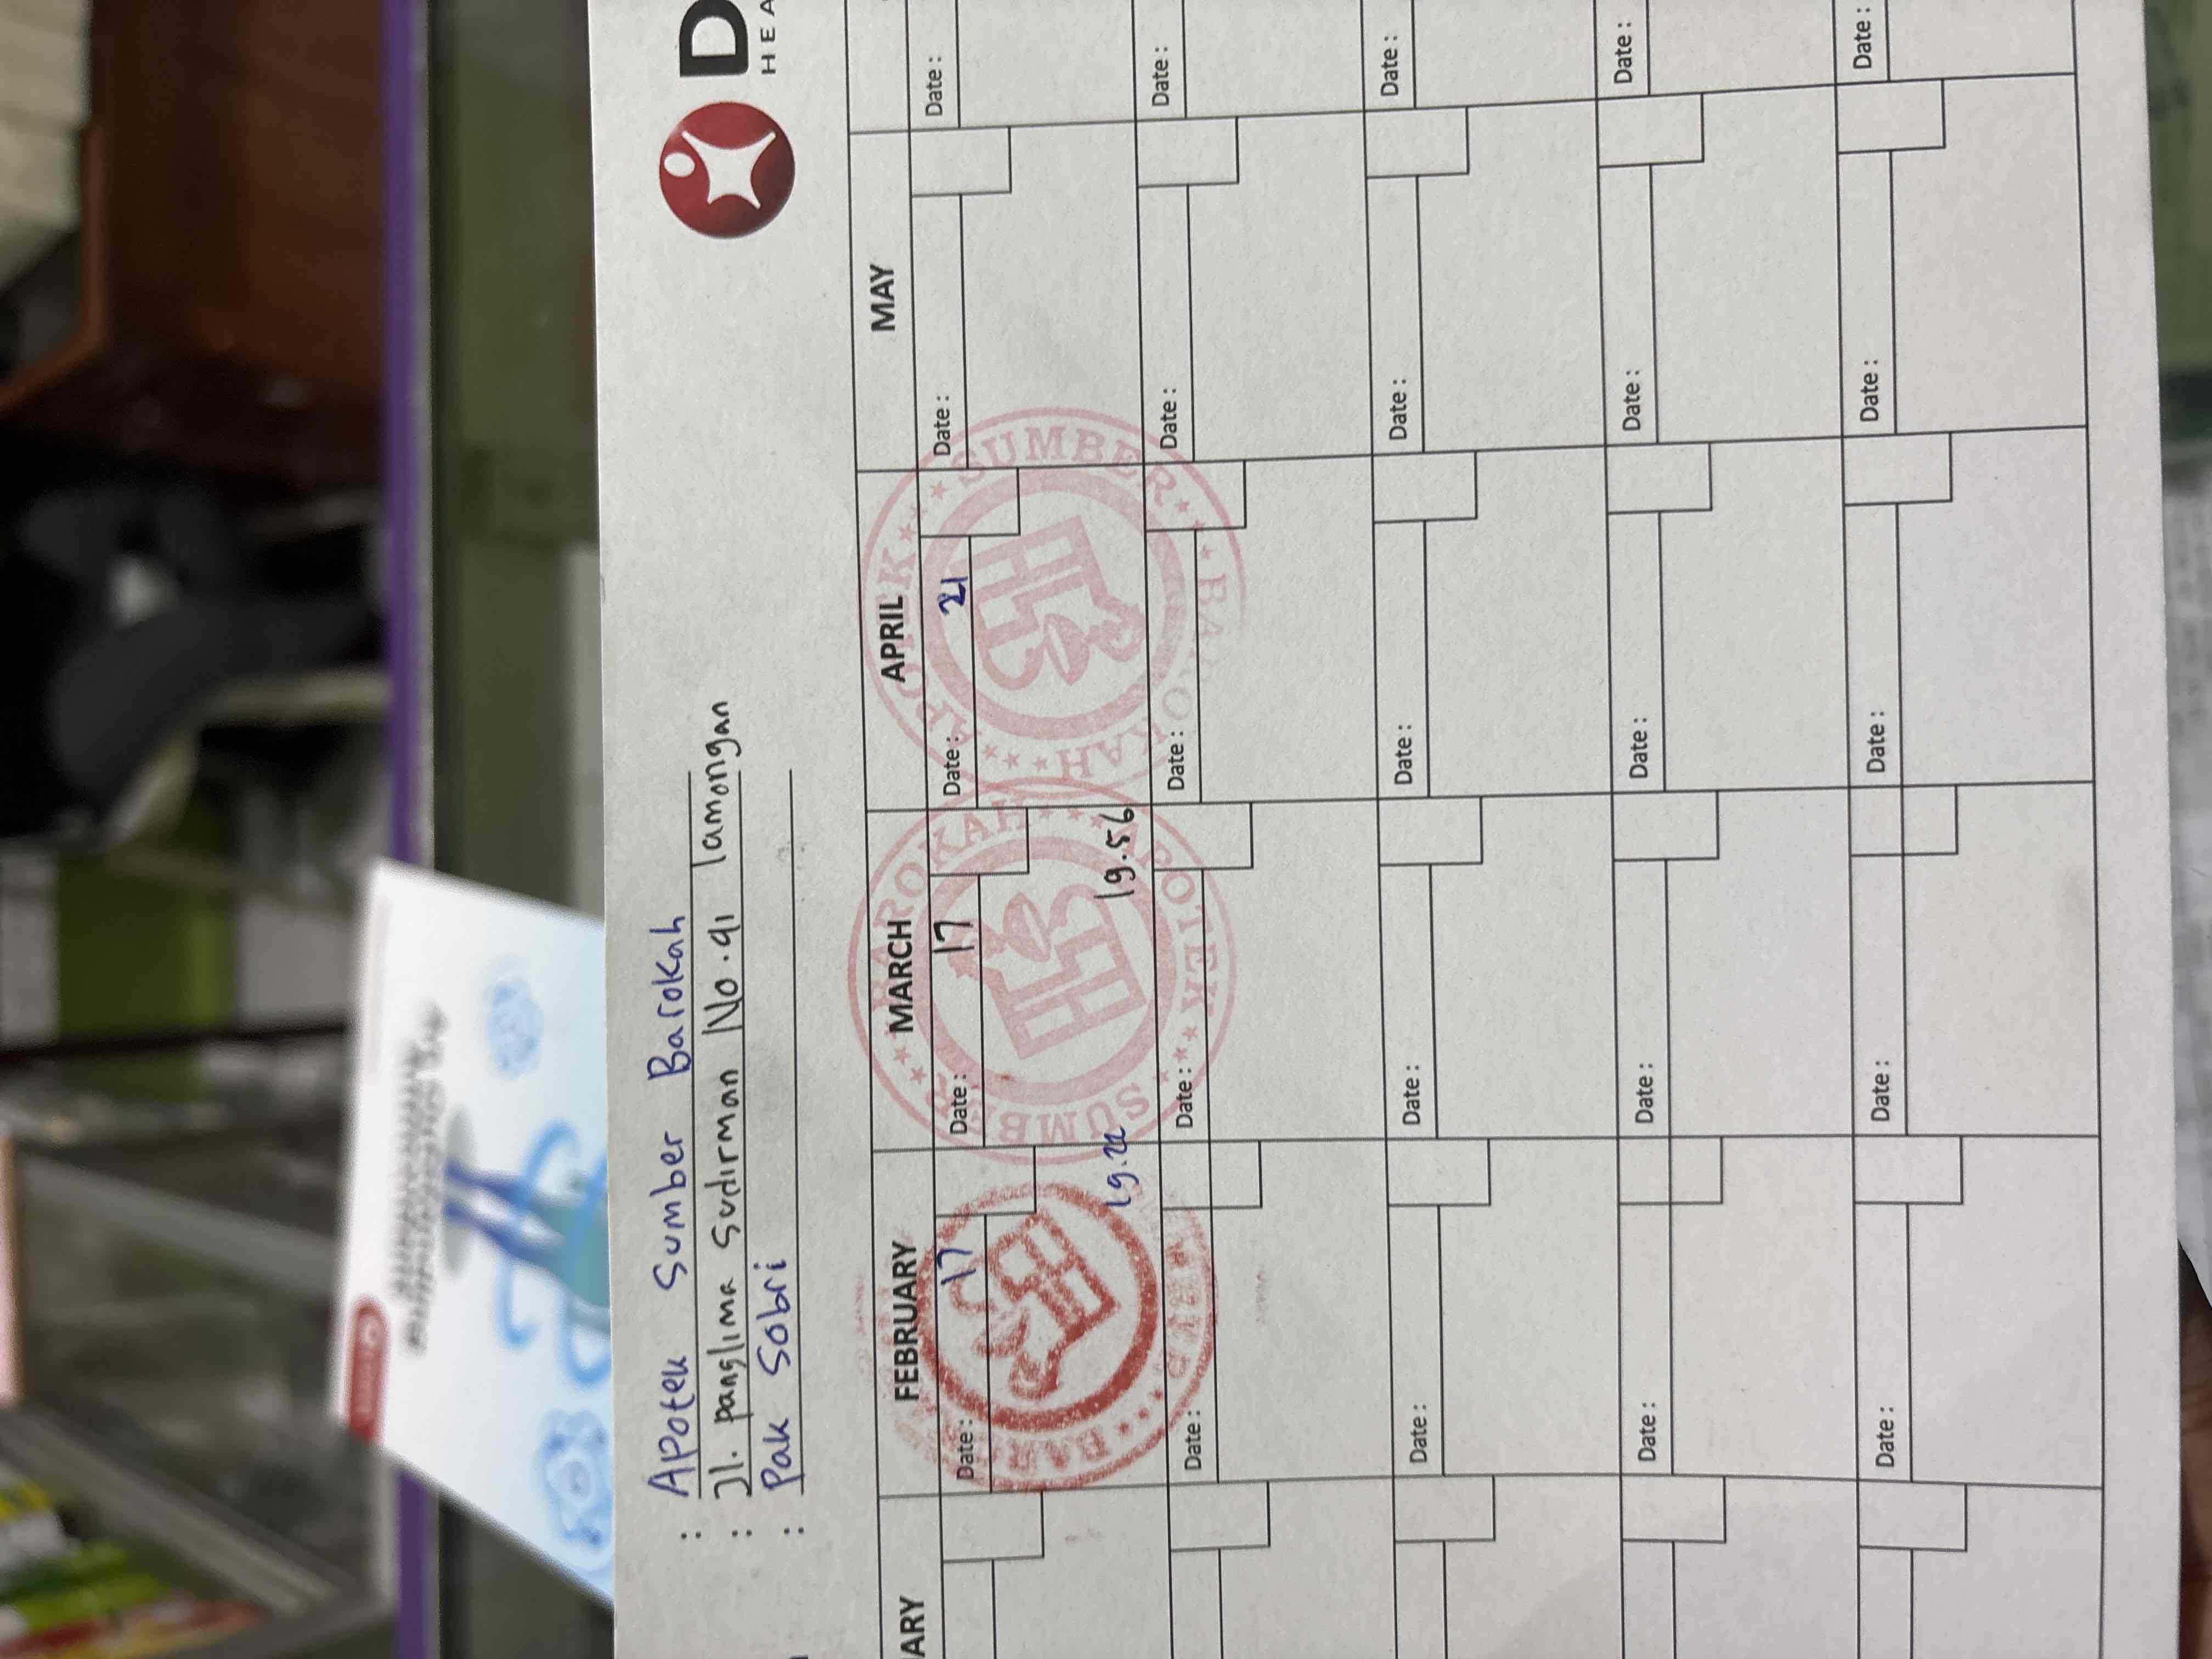 : Apotek Sumber Barokah
: Jl. panglima Sudirman No.91 lamongan
: Pak Sobri
D
HEA
ARY FEBRUARY MARCH APRIL MAY
Date: 17 Date: 17 Date: 21 Date: Date:
19.22 19.56
Date: Date: Date: Date: Date:
Date: Date: Date: Date: Date:
Date: Date: Date: Date: Date:
Date: Date: Date: Date: Date:
SUMBER BAROKAH APOTEK
APOTEK SUMBER BAROKAH